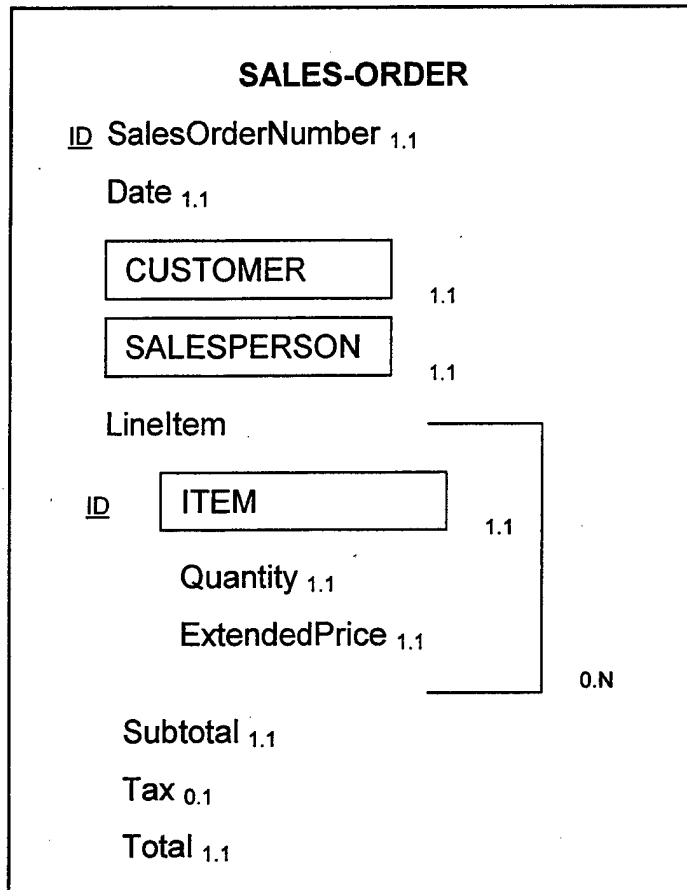 SALES-ORDER
ID SalesOrderNumber 1.1
Date 1.1
CUSTOMER 1.1
SALESPERSON 1.1
LineItem
ID ITEM 1.1
Quantity 1.1
ExtendedPrice 1.1
0.N
Subtotal 1.1
Tax 0.1
Total 1.1